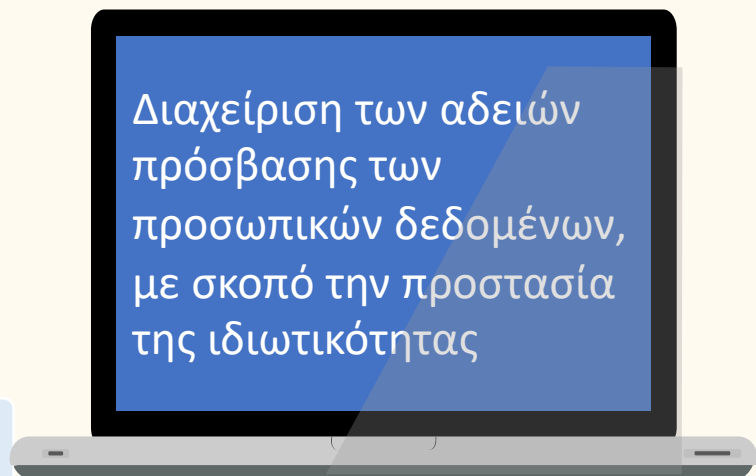 Διαχείριση των αδειών
πρόσβασης των
προσωπικών δεδομένων,
με σκοπό την προστασία
της ιδιωτικότητας